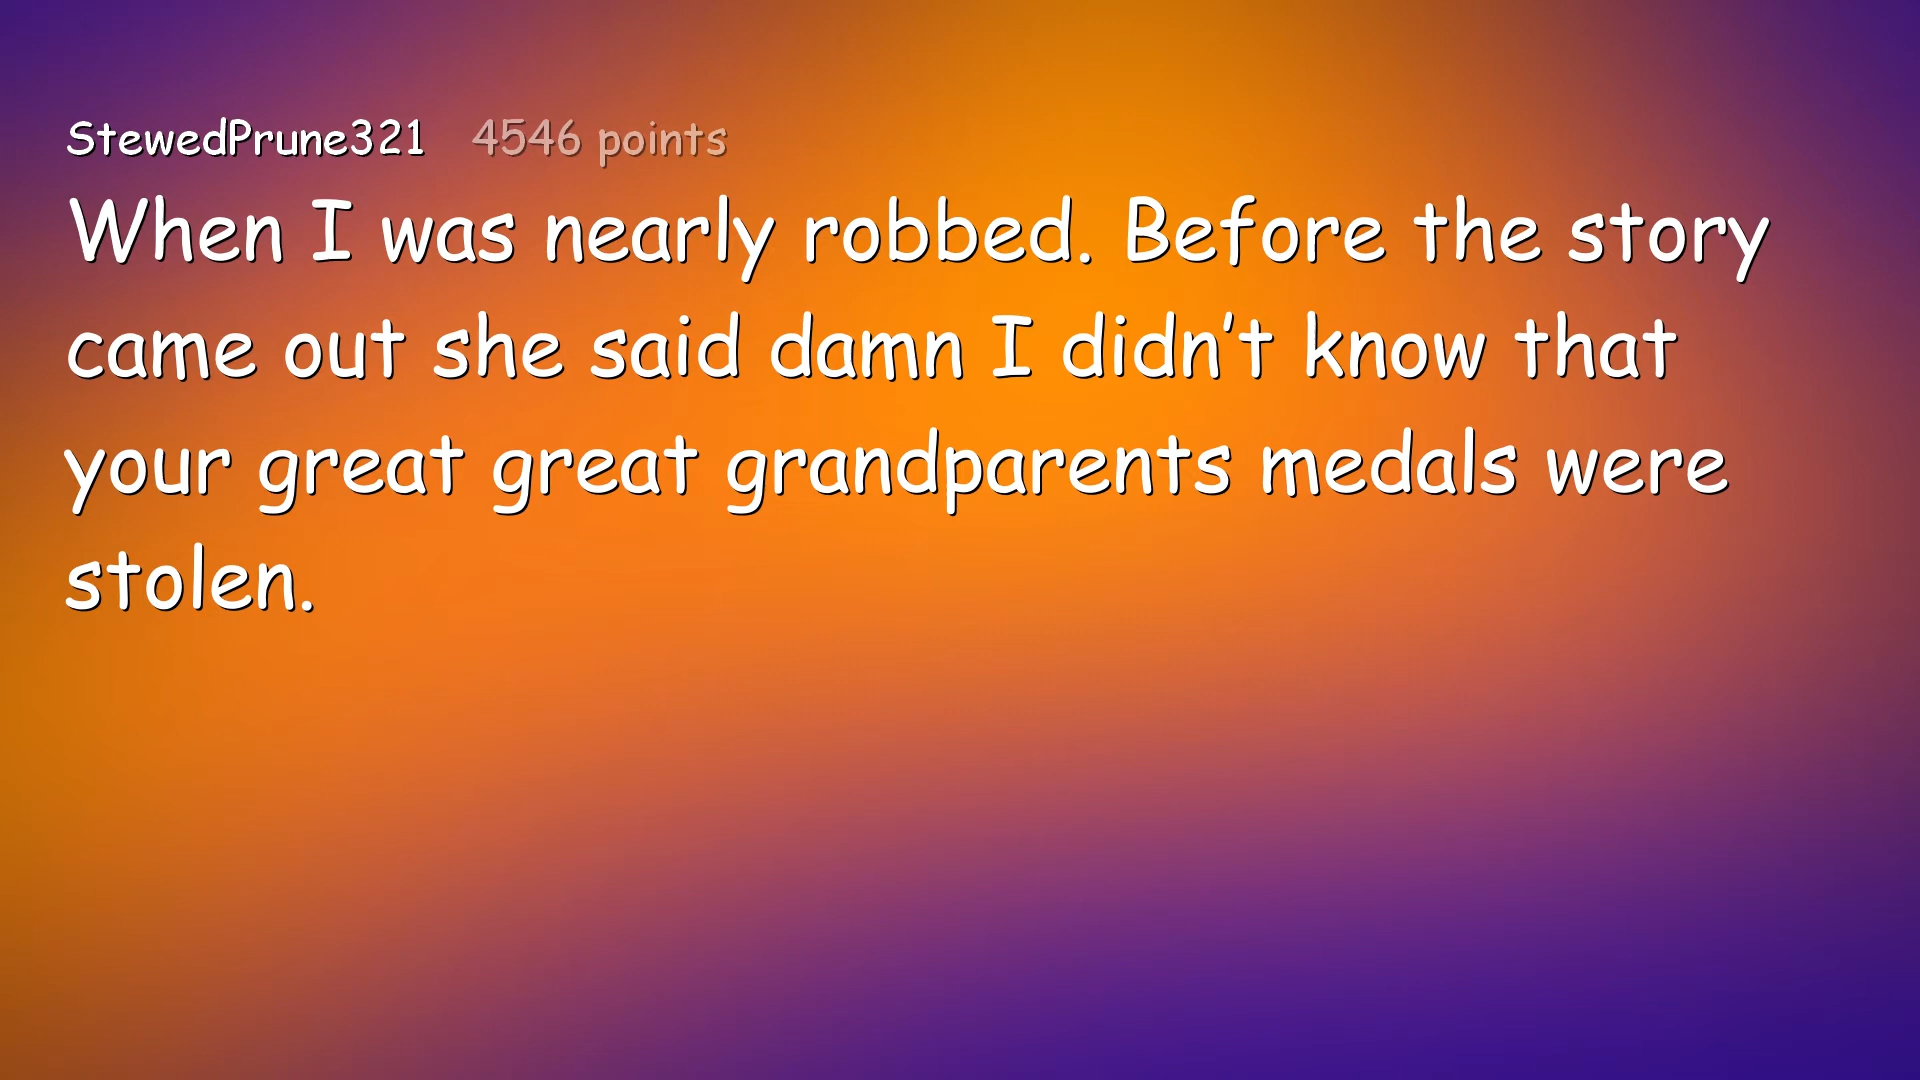 StewedPrune321 4546 points
When I was nearly robbed. Before the story
came out she said damn I didn’t know that
your great great grandparents medals were
stolen.